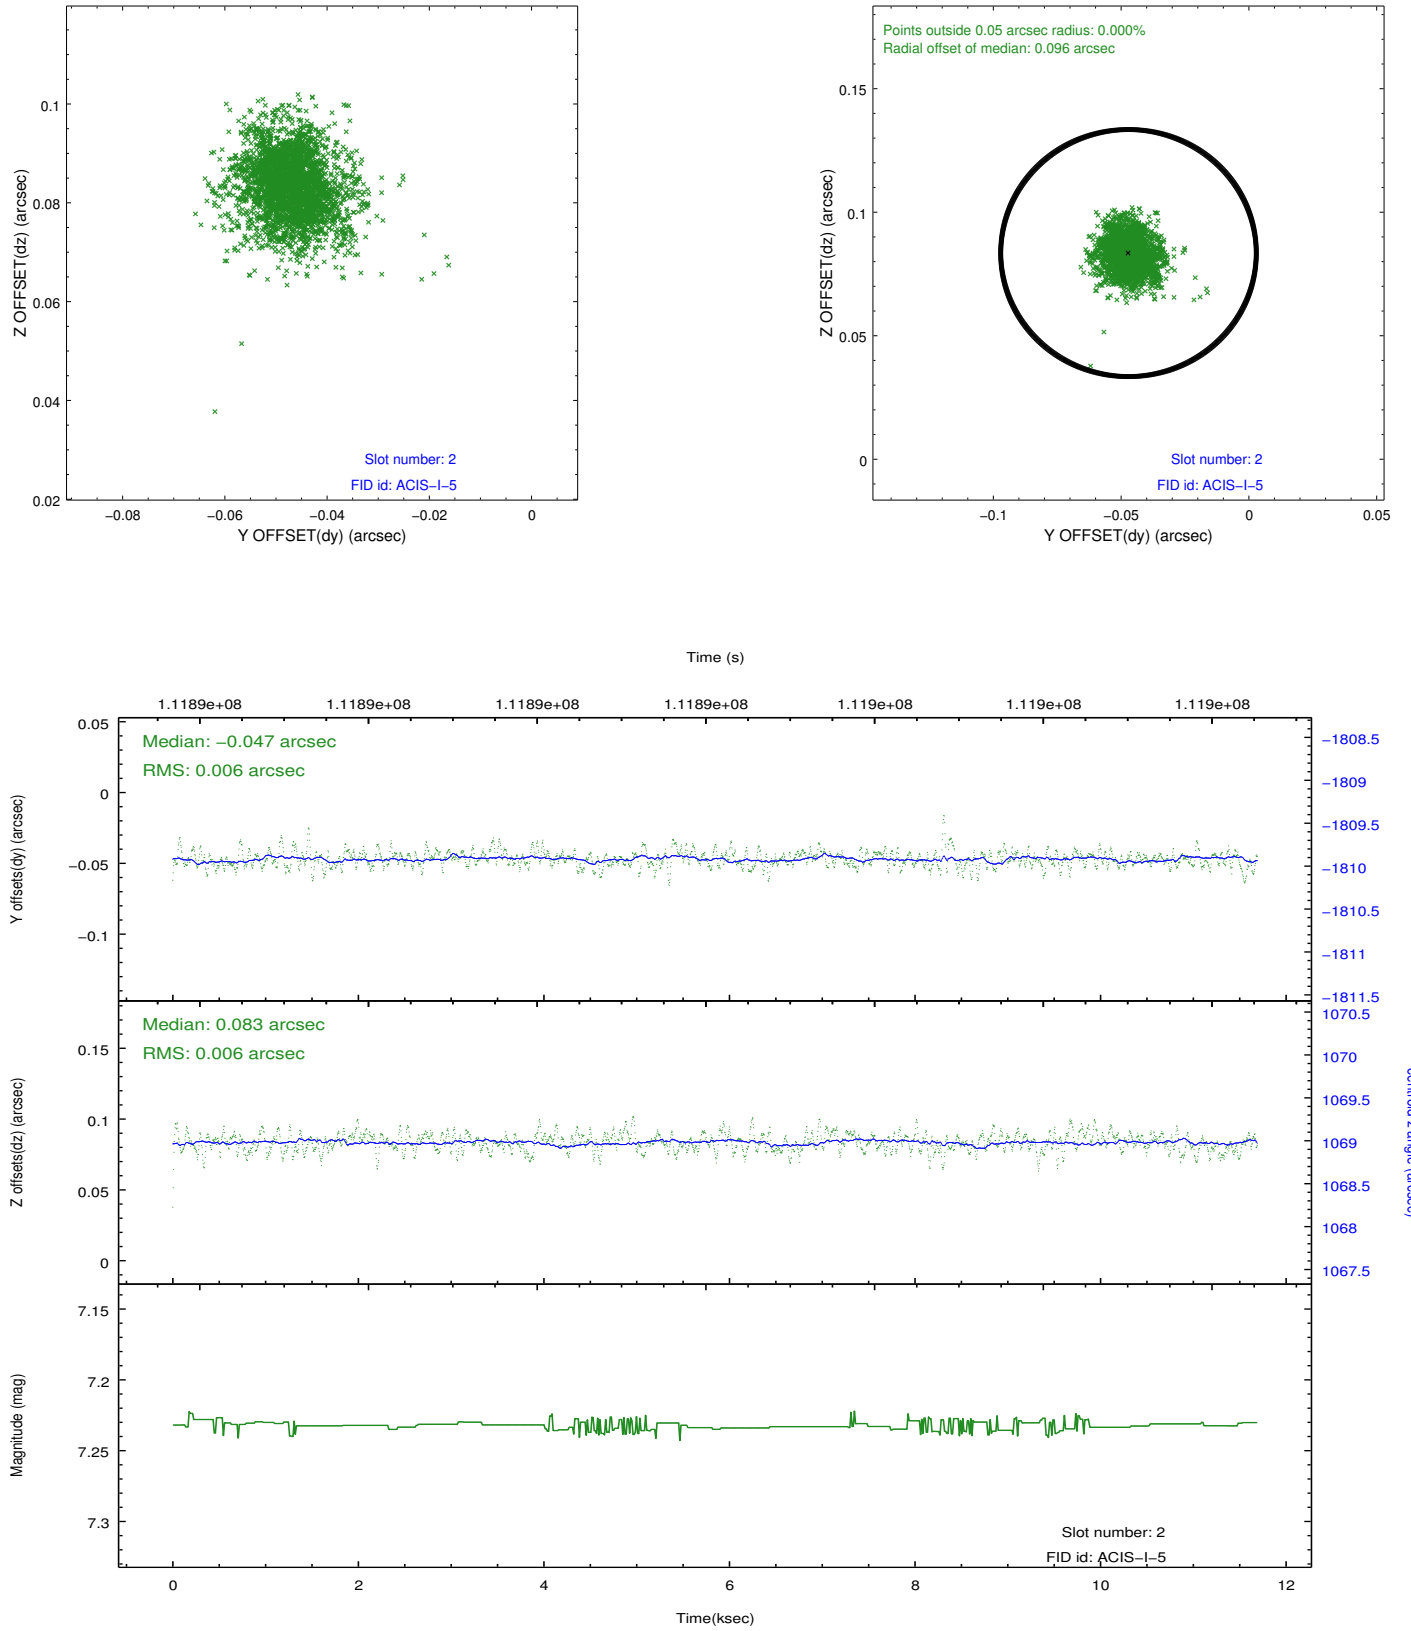 0.1
0.08
0.06
0.04
0.02
Z OFFSET(dz) (arcsec)
Slot number: 2
FID id: ACIS−I−5
−0.08 −0.06 −0.04 −0.02 0
Y OFFSET(dy) (arcsec)
Points outside 0.05 arcsec radius: 0.000%
Radial offset of median: 0.096 arcsec
0.15
0.1
0.05
0
Z OFFSET(dz) (arcsec)
Slot number: 2
FID id: ACIS−I−5
−0.1 −0.05 0 0.05
Y OFFSET(dy) (arcsec)
Time (s)
1.1189e+08 1.1189e+08 1.1189e+08 1.1189e+08 1.119e+08 1.119e+08 1.119e+08
Median: −0.047 arcsec
RMS: 0.006 arcsec
0.05
0
−0.05
−0.1
Y offsets(dy) (arcsec)
−1808.5
−1809
−1809.5
−1810
−1810.5
−1811
−1811.5
Median: 0.083 arcsec
RMS: 0.006 arcsec
0.15
0.1
0.05
0
Z offsets(dz) (arcsec)
1070.5
1070
1069.5
1069
1068.5
1068
1067.5
angle (arcsec)
7.15
7.2
7.25
7.3
Magnitude (mag)
Slot number: 2
FID id: ACIS−I−5
0 2 4 6 8 10 12
Time(ksec)